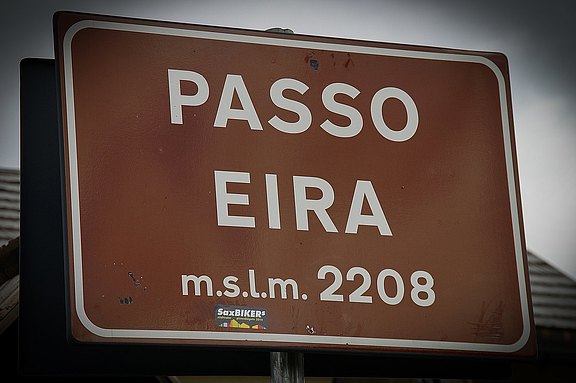 PASSO
EIRA
m.s.l.m. 2208
SaxBIKERs